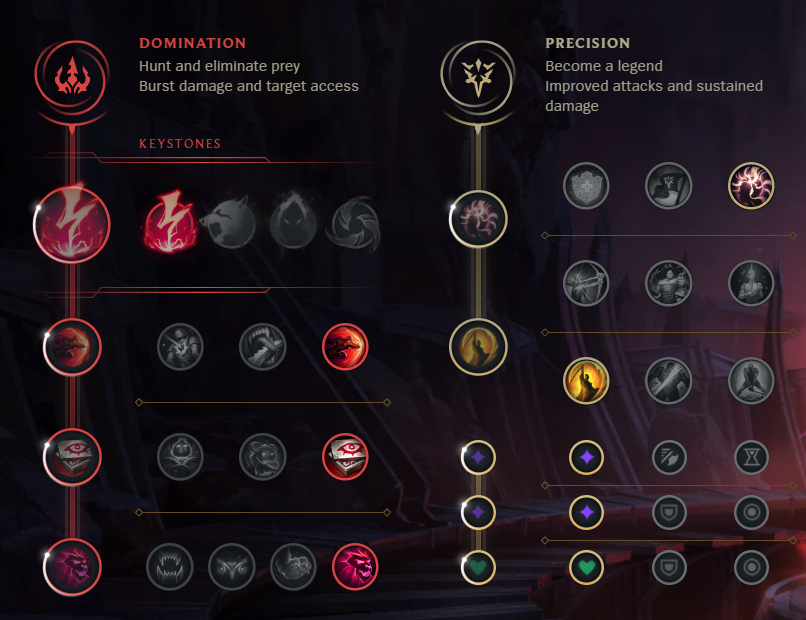 DOMINATION
Hunt and eliminate prey
Burst damage and target access
KEYSTONES
PRECISION
Become a legend
Improved attacks and sustained
damage